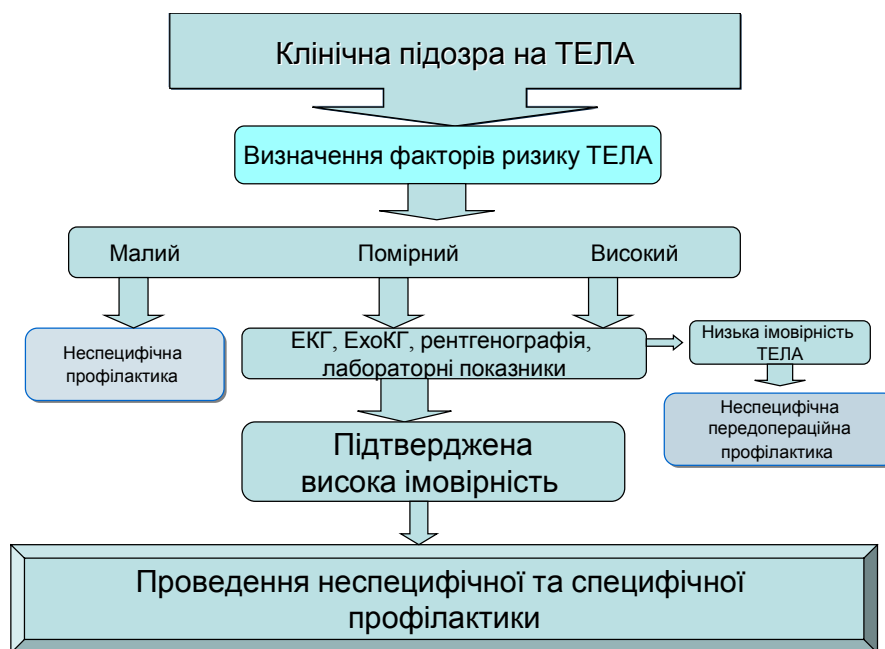 Клінічна підозра на ТЕЛА
Визначення факторів ризику ТЕЛА
Малий Помірний Високий
Неспецифічна
профілактика
ЕКГ, ЕхоКГ, рентгенографія,
лабораторні показники
Низька імовірність
ТЕЛА
Неспецифічна
передопераційна
профілактика
Підтверджена
висока імовірність
Проведення неспецифічної та специфічної
профілактики